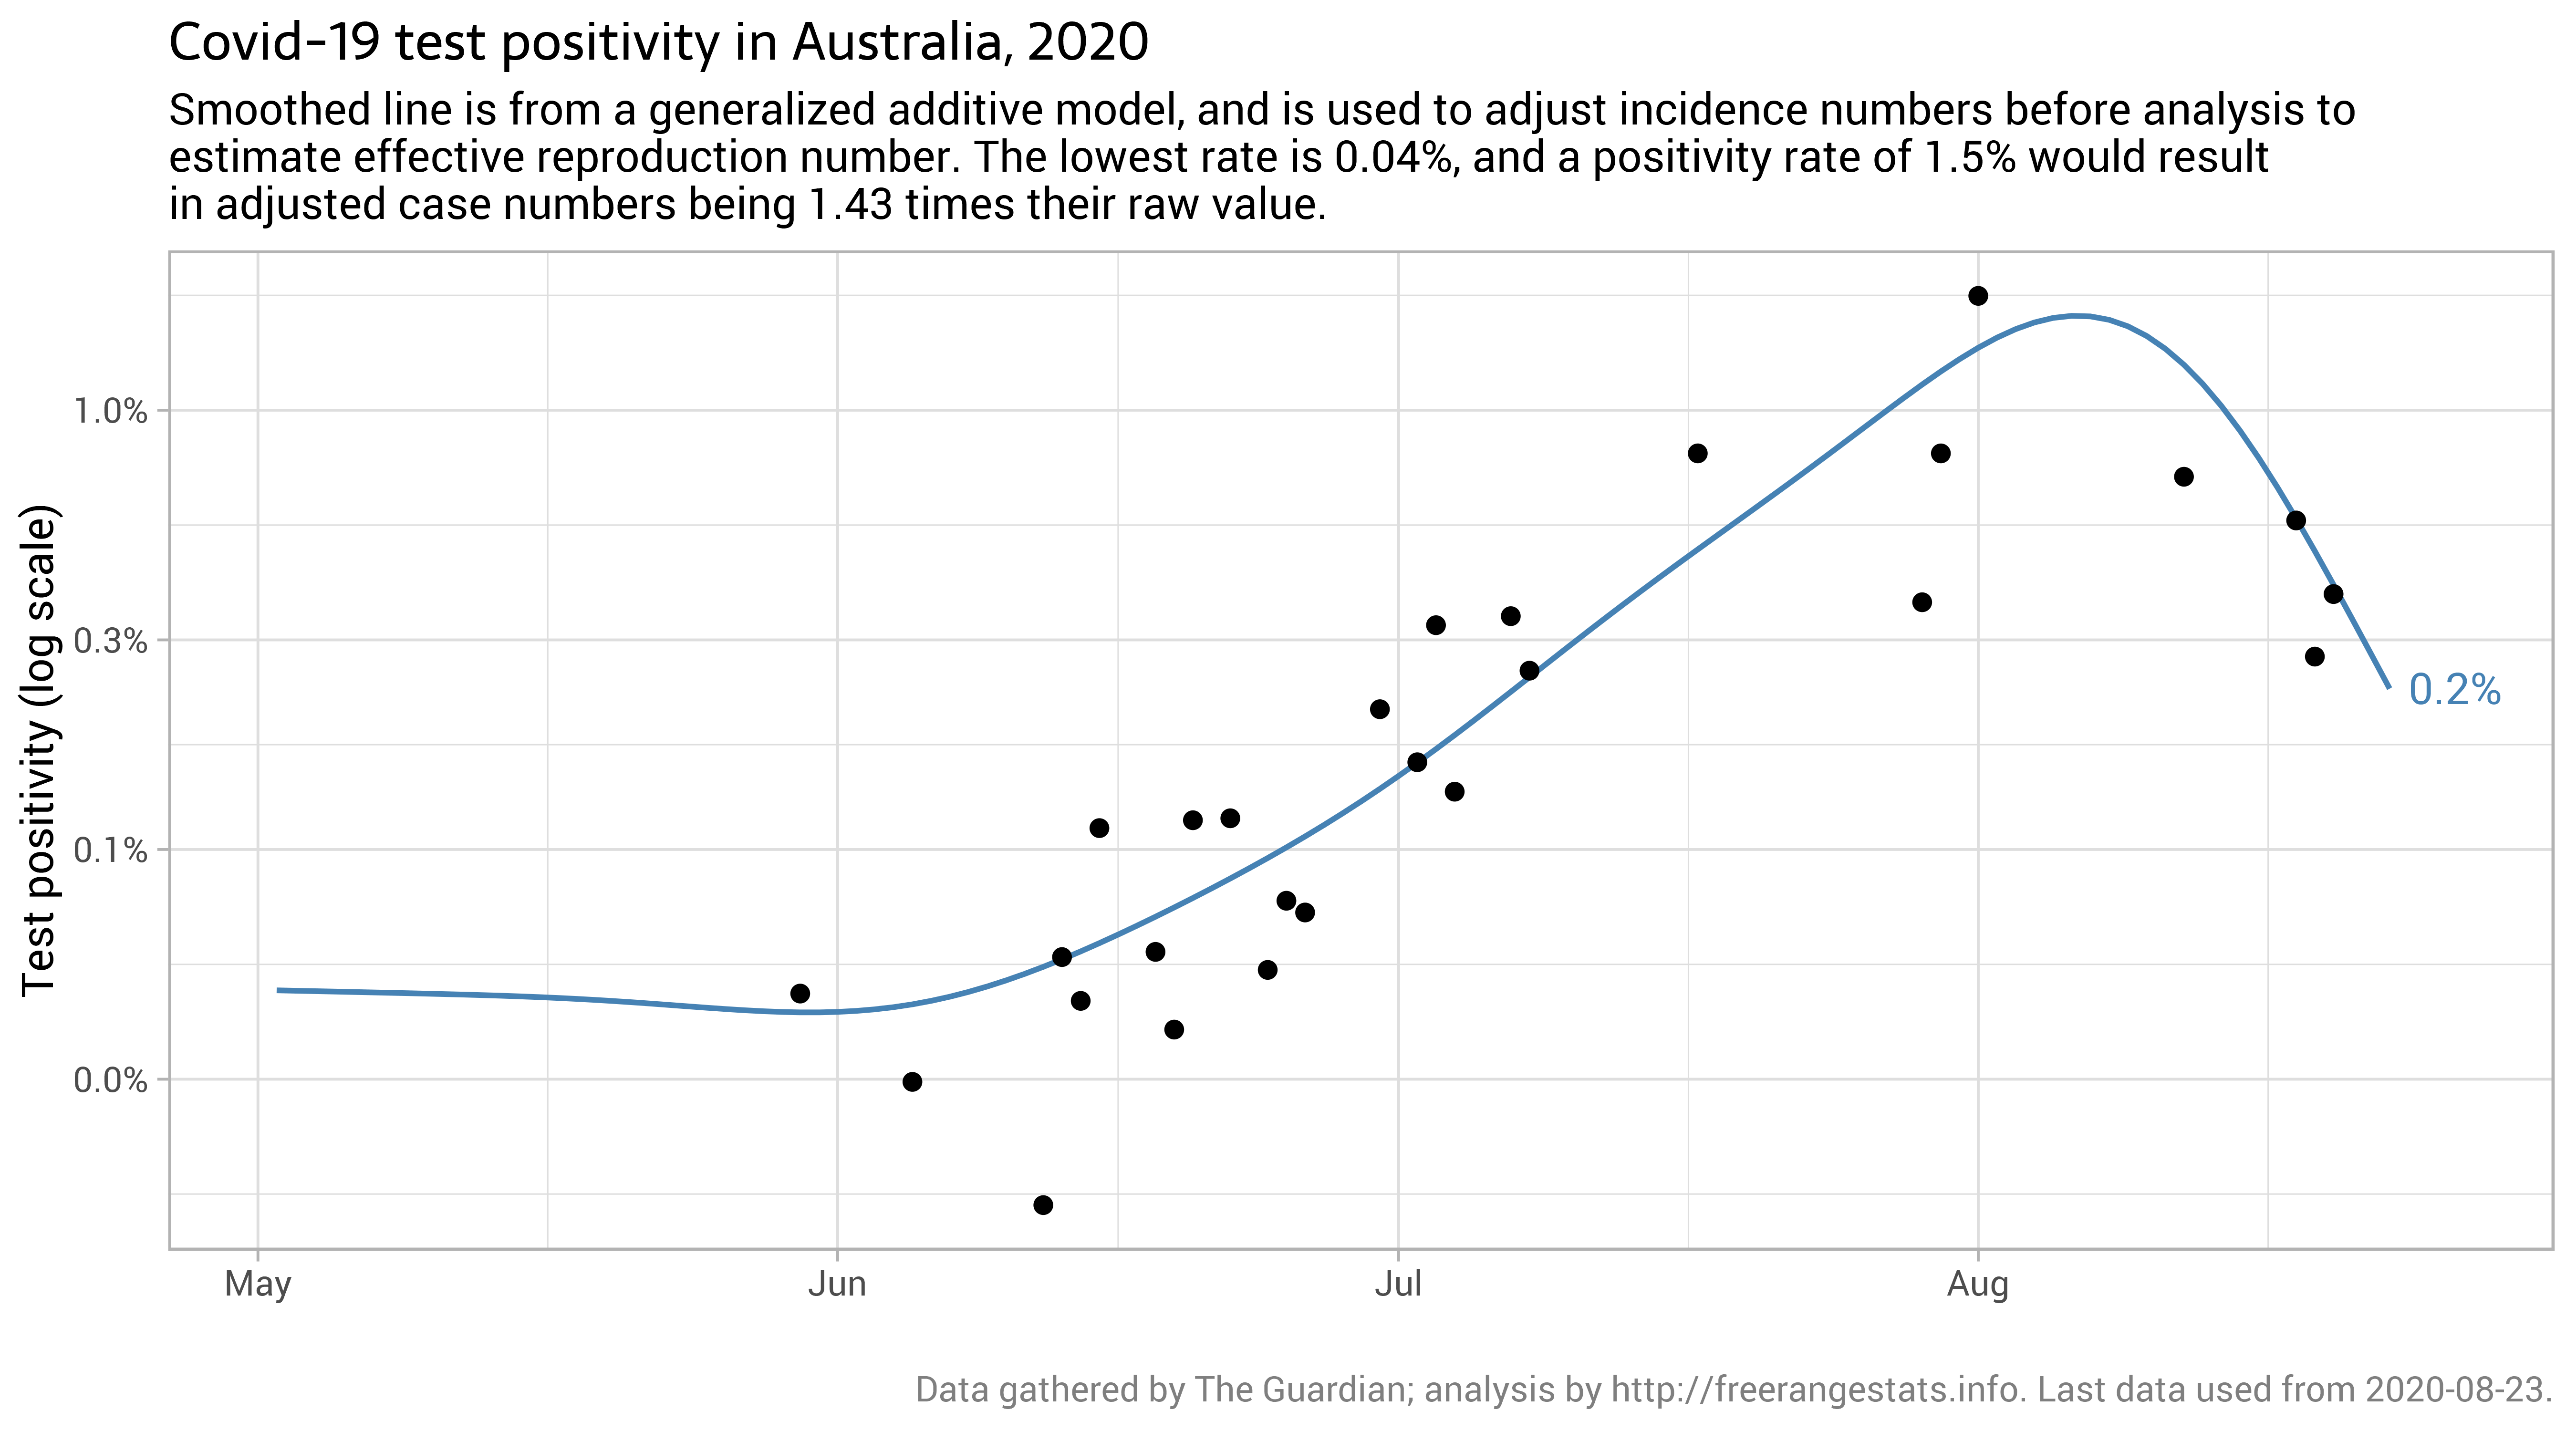 Covid-19 test positivity in Australia, 2020
Smoothed line is from a generalized additive model, and is used to adjust incidence numbers before analysis to
estimate effective reproduction number. The lowest rate is 0.04%, and a positivity rate of 1.5% would result
in adjusted case numbers being 1.43 times their raw value.
Test positivity (log scale)
1.0%
0.3%
0.1%
0.0%
0.2%
May
Jun
Jul
Aug
Data gathered by The Guardian; analysis by http://freerangestats.info. Last data used from 2020-08-23.